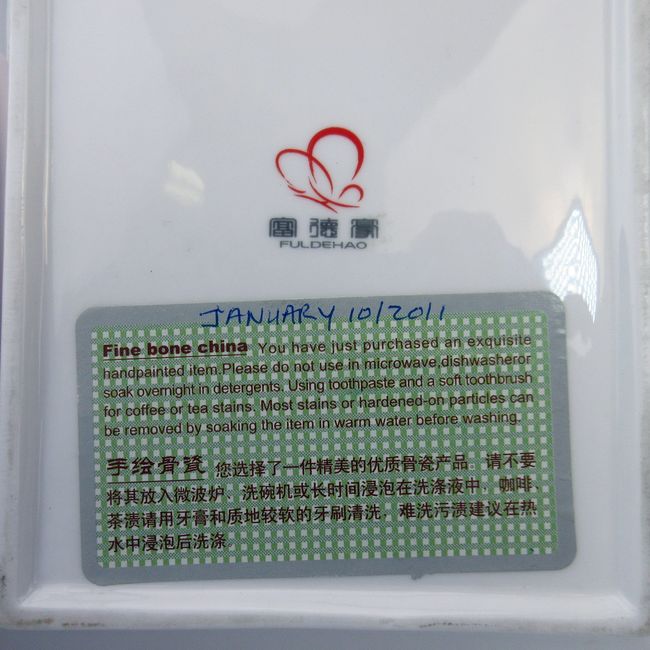 富德豪
FULDEHAO
JANUARY 10/2011
Fine bone china You have just purchased an exquisite
handpainted item.Please do not use in microwave,dishwasheror
soak overnight in detergents. Using toothpaste and a soft toothbrush
for coffee or tea stains. Most stains or hardened-on particles can
be removed by soaking the item in warm water before washing.
手绘骨瓷 您选择了一件精美的优质骨瓷产品。请不要
将其放入微波炉、洗碗机或长时间浸泡在洗涤液中。咖啡、
茶渍请用牙膏和质地较软的牙刷清洗。难洗污渍建议在热
水中浸泡后洗涤。